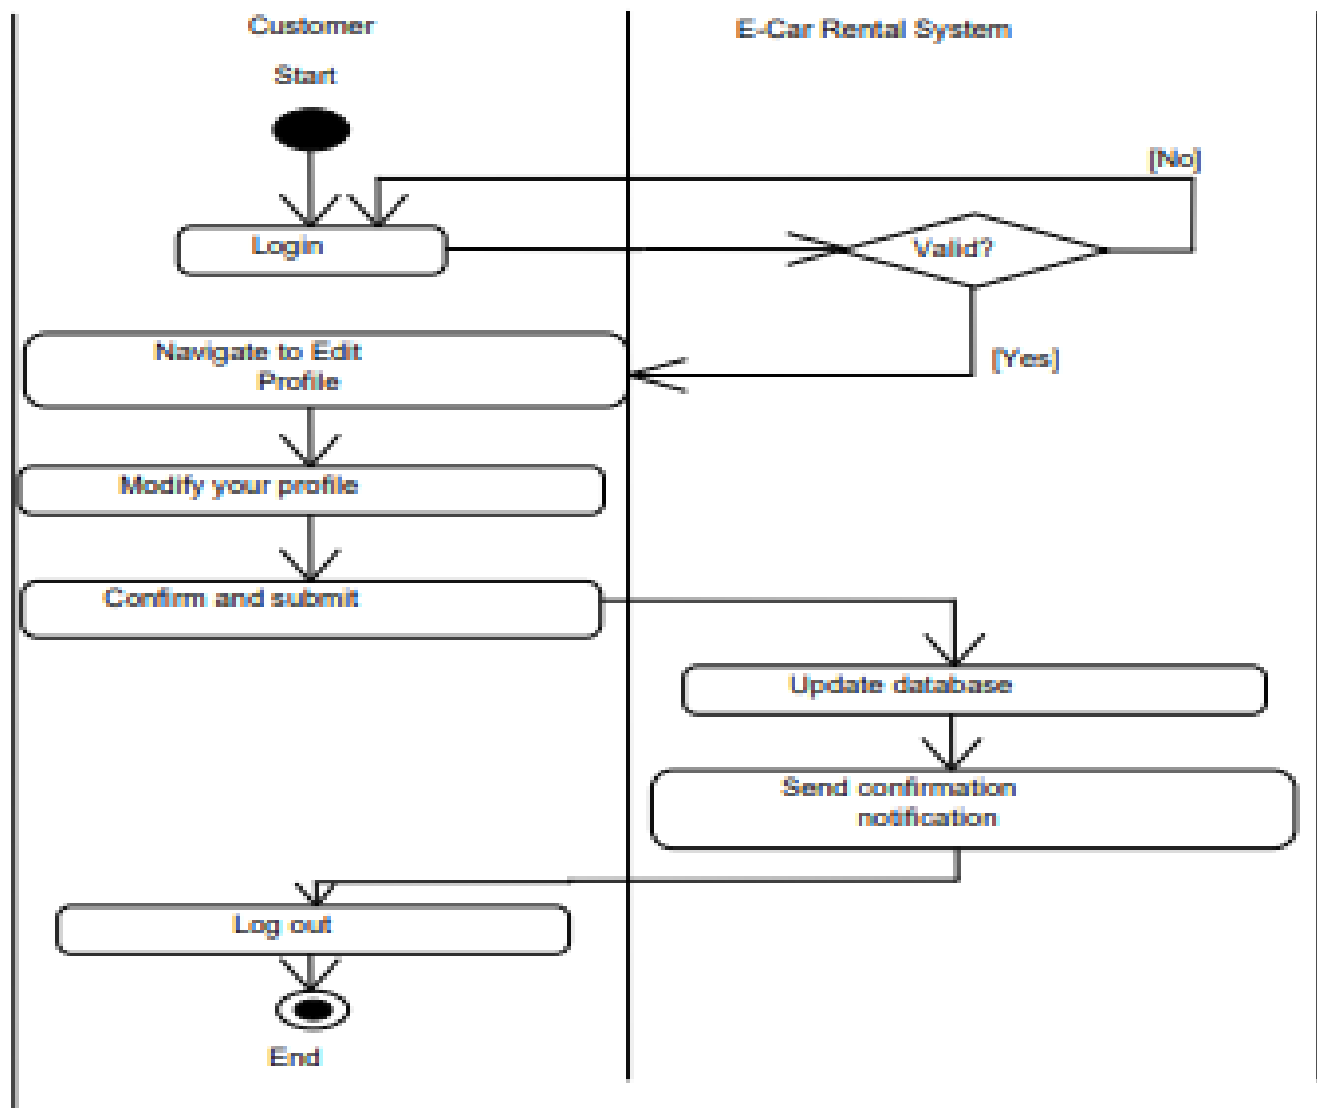 Customer
E-Car Rental System
Start
[No]
Login
Valid?
Navigate to Edit
Profile
[Yes]
Modify your profile
Confirm and submit
Update database
Send confirmation
notification
Log out
End